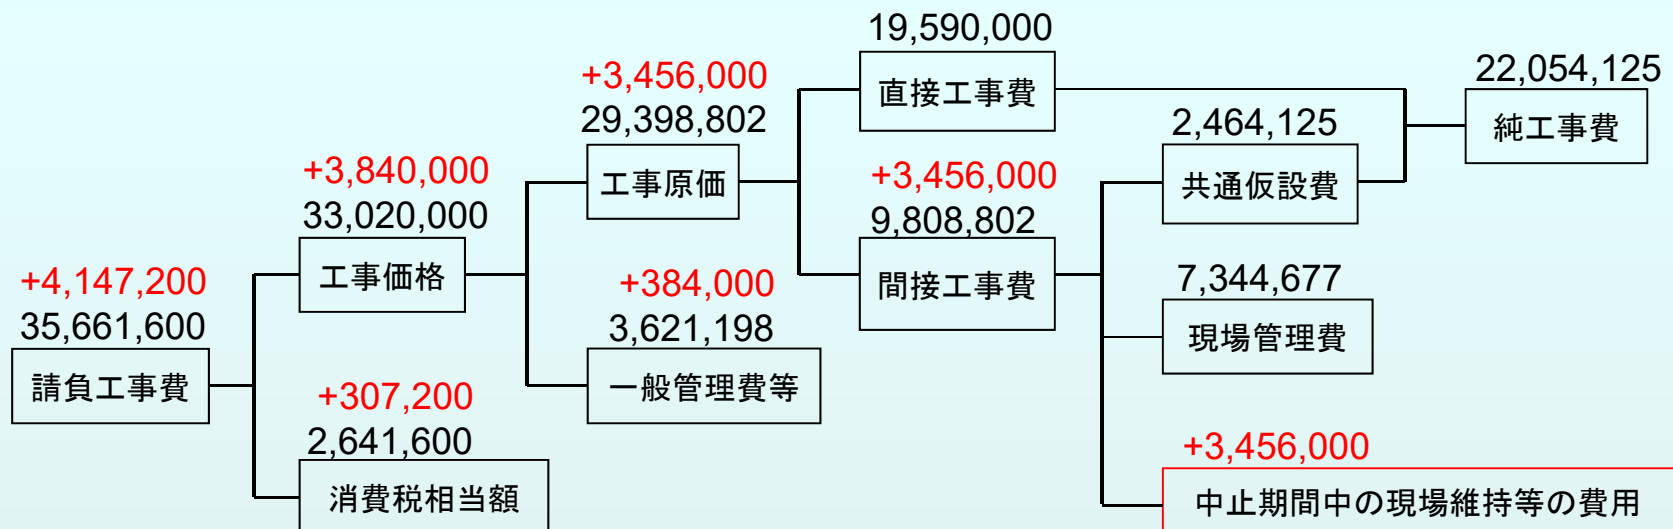 +4,147,200
35,661,600
請負工事費
+3,840,000
33,020,000
工事価格
+307,200
2,641,600
消費税相当額
+3,456,000
29,398,802
工事原価
+384,000
3,621,198
一般管理費等
19,590,000
直接工事費
+3,456,000
9,808,802
間接工事費
2,464,125
共通仮設費
7,344,677
現場管理費
+3,456,000
中止期間中の現場維持等の費用
22,054,125
純工事費